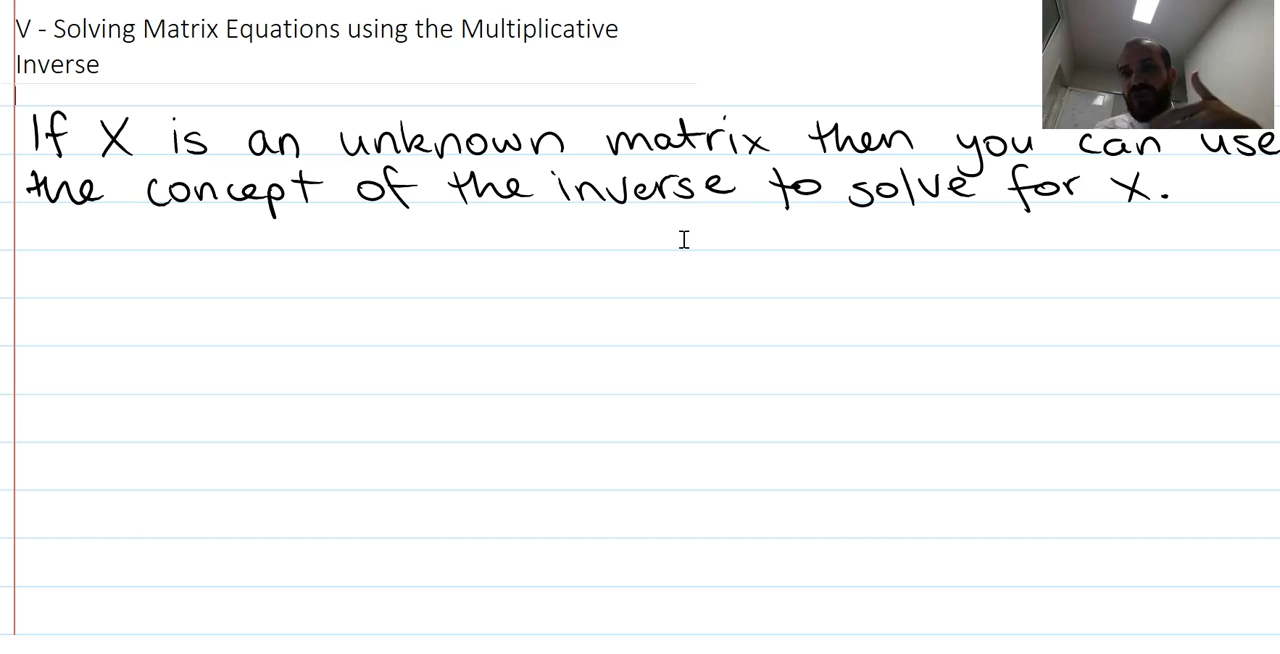 V - Solving Matrix Equations using the Multiplicative
Inverse
If X is an unknown matrix then you can use
the concept of the inverse to solve for X.